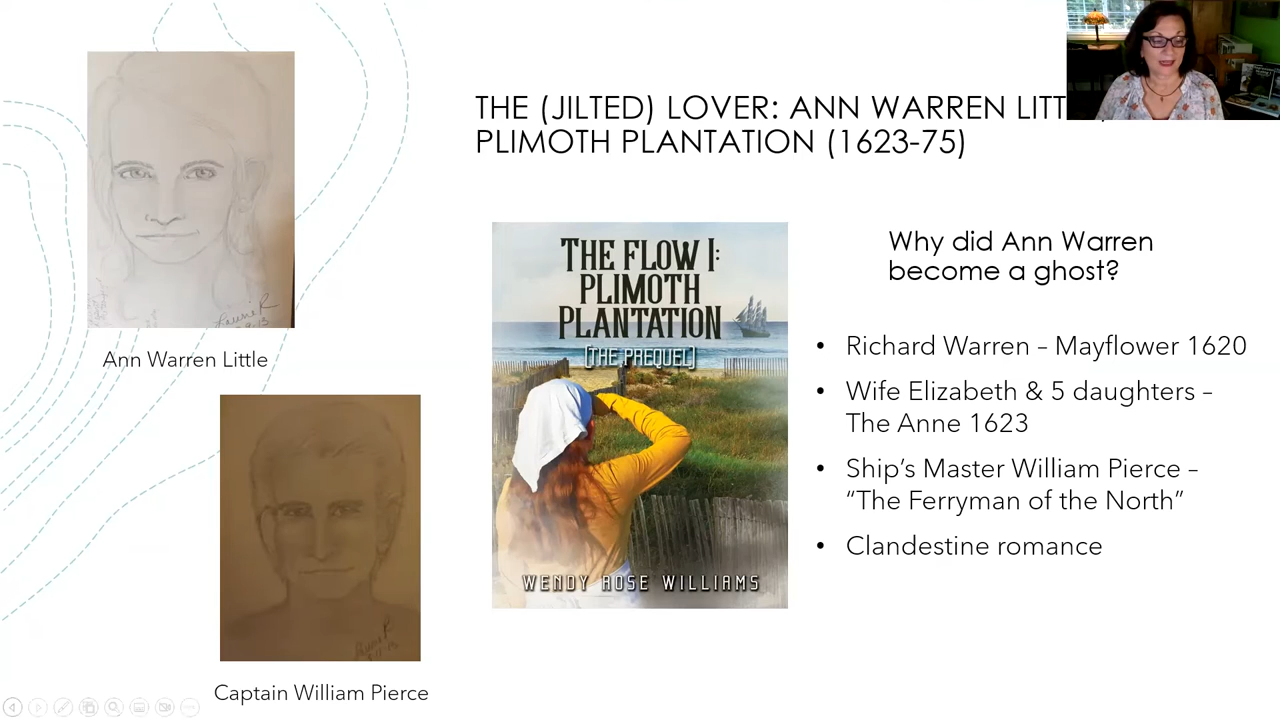 THE (JILTED) LOVER: ANN WARREN
PLIMOTH PLANTATION (1623-75)
Ann Warren Little
Captain William Pierce
THE FLOW I:
PLIMOTH
PLANTATION
[THE PREQUEL]
WENDY ROSE WILLIAMS
Why did Ann Warren
become a ghost?
• Richard Warren – Mayflower 1620
• Wife Elizabeth & 5 daughters –
The Anne 1623
• Ship’s Master William Pierce –
“The Ferryman of the North”
• Clandestine romance